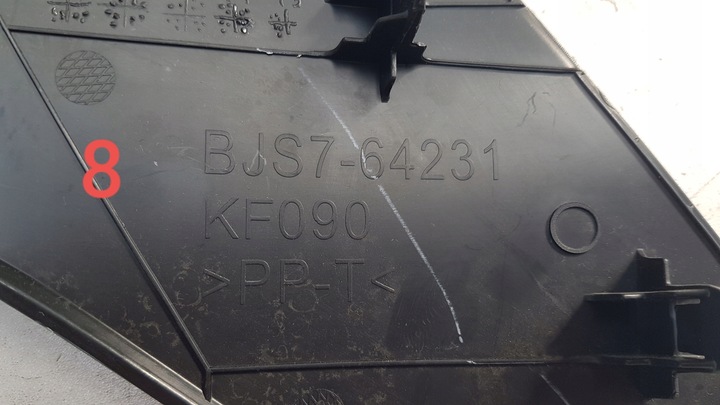 8
BJS7-64231
KF090
>PP-T<